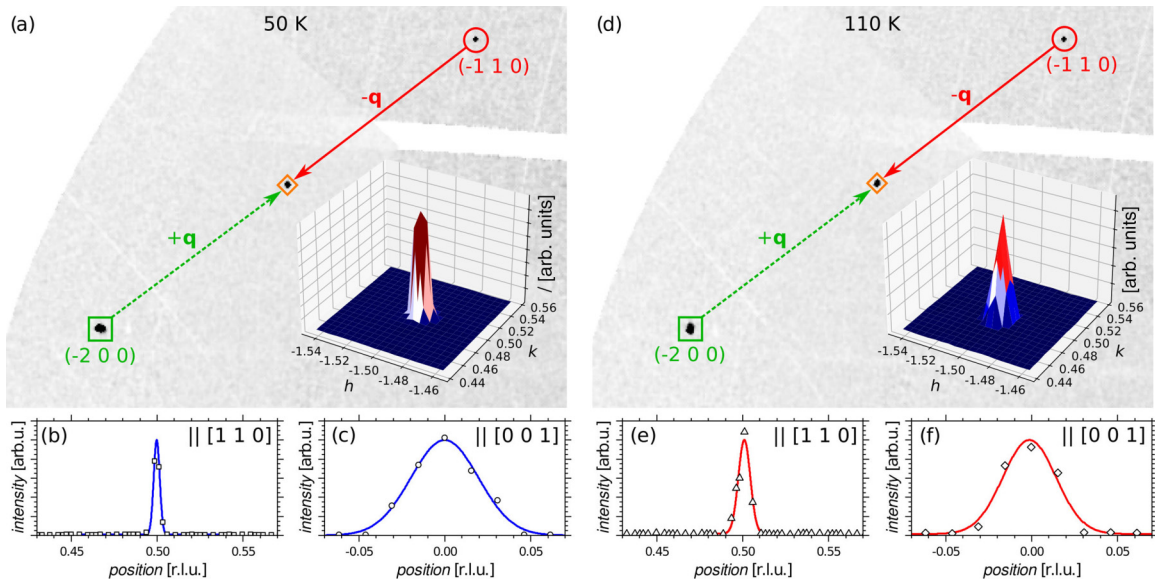 (a)
50 K
(-1 1 0)
-q
+q
(-2 0 0)
I [arb. units]
0.56
0.54
0.52
0.50
0.48
0.46
0.44
k
-1.54
-1.52
-1.50
-1.48
-1.46
h
(d)
110 K
(-1 1 0)
-q
+q
(-2 0 0)
[arb. units]
0.56
0.54
0.52
0.50
0.48
0.46
0.44
k
-1.54
-1.52
-1.50
-1.48
-1.46
h
(b)
|| [1 1 0]
intensity [arb.u.]
0.45
0.50
0.55
position [r.l.u.]
(c)
|| [0 0 1]
intensity [arb.u.]
-0.05
0.00
0.05
position [r.l.u.]
(e)
|| [1 1 0]
intensity [arb.u.]
0.45
0.50
0.55
position [r.l.u.]
(f)
|| [0 0 1]
intensity [arb.u.]
-0.05
0.00
0.05
position [r.l.u.]